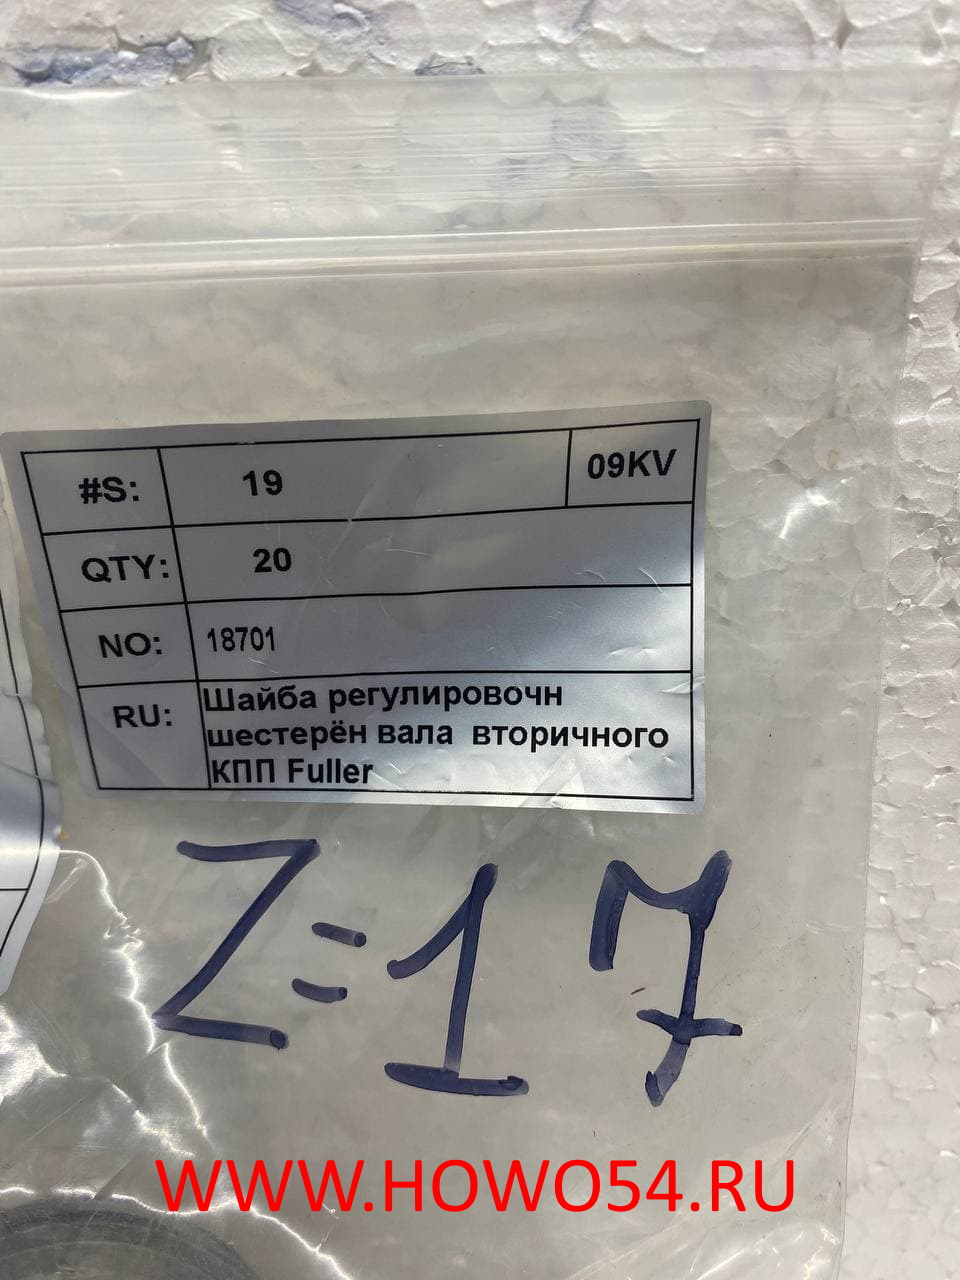 #S: 19 09KV
QTY: 20
NO: 18701
RU: Шайба регулировочн
шестерён вала вторичного
КПП Fuller
Z=17
WWW.HOWO54.RU